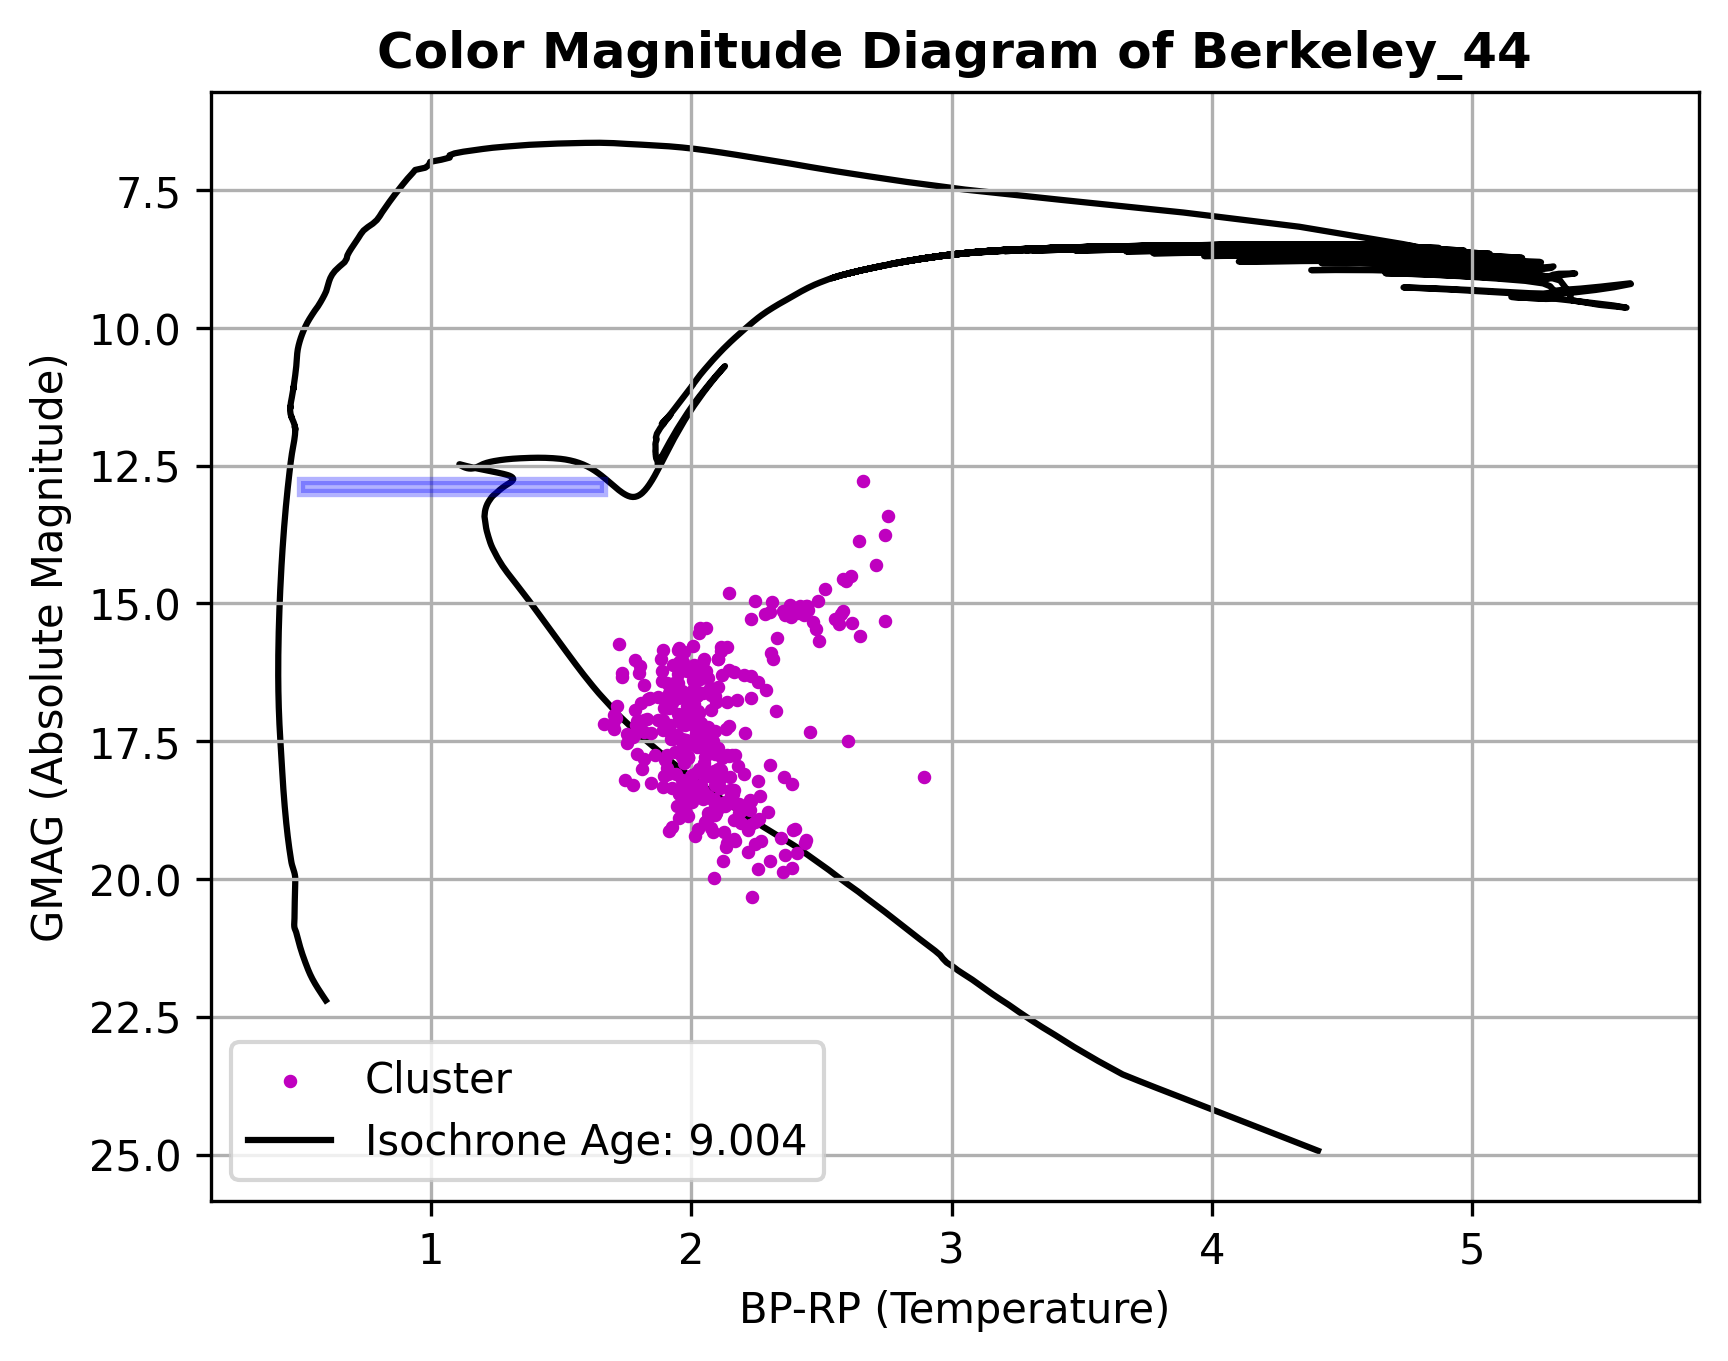 Color Magnitude Diagram of Berkeley_44
GMAG (Absolute Magnitude)
7.5
10.0
12.5
15.0
17.5
20.0
22.5
25.0
Cluster
Isochrone Age: 9.004
1 2 3 4 5
BP-RP (Temperature)